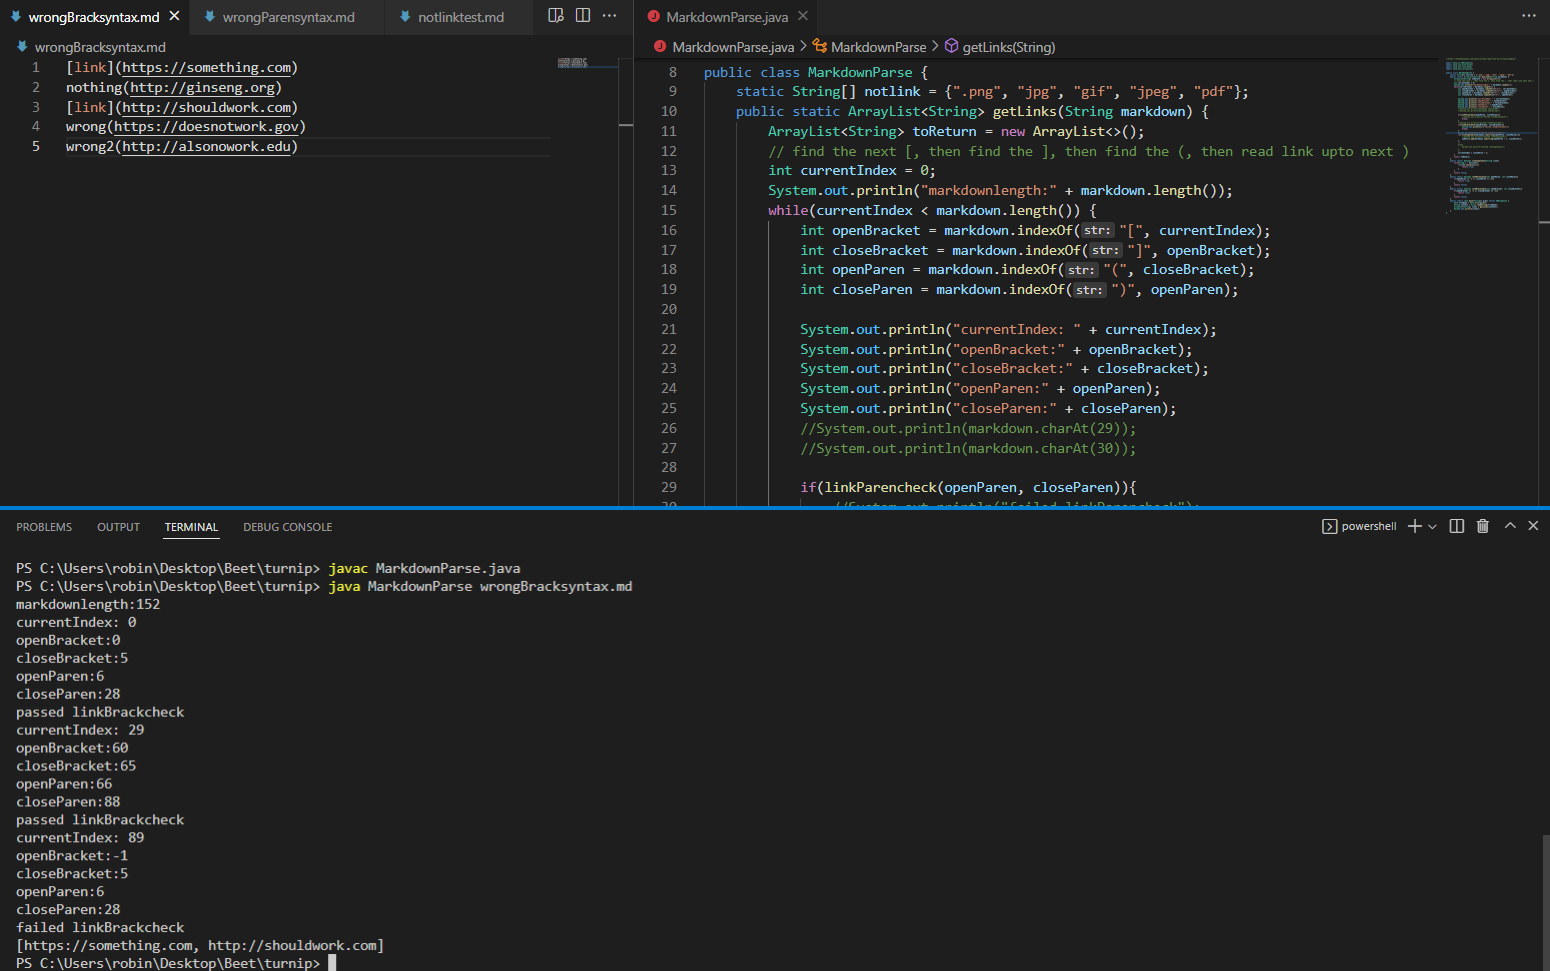 wrongBracksyntax.md
wrongParensyntax.md
notlinktest.md
wrongBracksyntax.md
1 [link](https://something.com)
2 nothing(http://ginseng.org)
3 [link](http://shouldwork.com)
4 wrong(https://doesnotwork.gov)
5 wrong2(http://alsonowork.edu)
MarkdownParse.java
MarkdownParse.java > MarkdownParse > getLinks(String)
8 public class MarkdownParse {
9 static String[] notlink = {".png", "jpg", "gif", "jpeg", "pdf"};
10 public static ArrayList<String> getLinks(String markdown) {
11 ArrayList<String> toReturn = new ArrayList<>();
12 // find the next [, then find the ], then find the (, then read link upto next )
13 int currentIndex = 0;
14 System.out.println("markdownlength:" + markdown.length());
15 while(currentIndex < markdown.length()) {
16 int openBracket = markdown.indexOf(str: "[", currentIndex);
17 int closeBracket = markdown.indexOf(str: "]", openBracket);
18 int openParen = markdown.indexOf(str: "(", closeBracket);
19 int closeParen = markdown.indexOf(str: ")", openParen);
20
21 System.out.println("currentIndex: " + currentIndex);
22 System.out.println("openBracket:" + openBracket);
23 System.out.println("closeBracket:" + closeBracket);
24 System.out.println("openParen:" + openParen);
25 System.out.println("closeParen:" + closeParen);
26 //System.out.println(markdown.charAt(29));
27 //System.out.println(markdown.charAt(30));
28
29 if(linkParencheck(openParen, closeParen)){
30 //System.out.println("failed linkParencheck");
PROBLEMS OUTPUT TERMINAL DEBUG CONSOLE
powershell
PS C:\Users\robin\Desktop\Beet\turnip> javac MarkdownParse.java
PS C:\Users\robin\Desktop\Beet\turnip> java MarkdownParse wrongBracksyntax.md
markdownlength:152
currentIndex: 0
openBracket:0
closeBracket:5
openParen:6
closeParen:28
passed linkBrackcheck
currentIndex: 29
openBracket:60
closeBracket:65
openParen:66
closeParen:88
passed linkBrackcheck
currentIndex: 89
openBracket:-1
closeBracket:5
openParen:6
closeParen:28
failed linkBrackcheck
[https://something.com, http://shouldwork.com]
PS C:\Users\robin\Desktop\Beet\turnip>